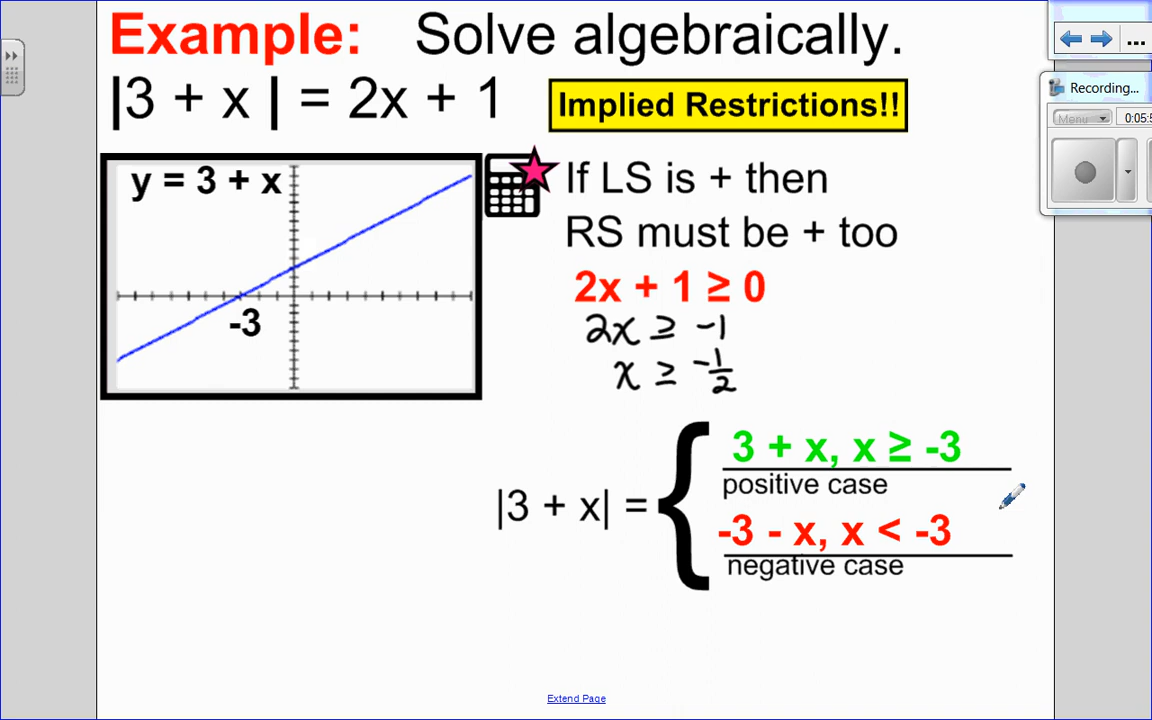 Example: Solve algebraically.
|3 + x | = 2x + 1
Implied Restrictions!!
y = 3 + x
-3
If LS is + then
RS must be + too
2x + 1 ≥ 0
2x ≥ -1
x ≥ -1/2
|3 + x| = {
3 + x, x ≥ -3
positive case
-3 - x, x < -3
negative case
Extend Page
...
Recording...
Menu